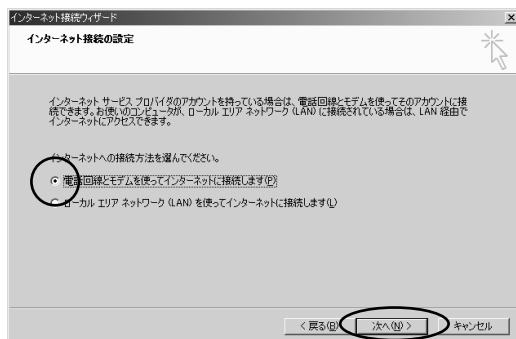 インターネット接続ウィザード
インターネット接続の設定
インターネット サービス プロバイダのアカウントを持っている場合は、電話回線とモデムを使ってそのアカウントに接
続できます。お使いのコンピュータが、ローカル エリア ネットワーク (LAN) に接続されている場合は、LAN 経由で
インターネットにアクセスできます。
インターネットへの接続方法を選んでください。
電話回線とモデムを使ってインターネットに接続します(P)
ローカル エリア ネットワーク (LAN) を使ってインターネットに接続します(L)
< 戻る(B)
次へ(N) >
キャンセル